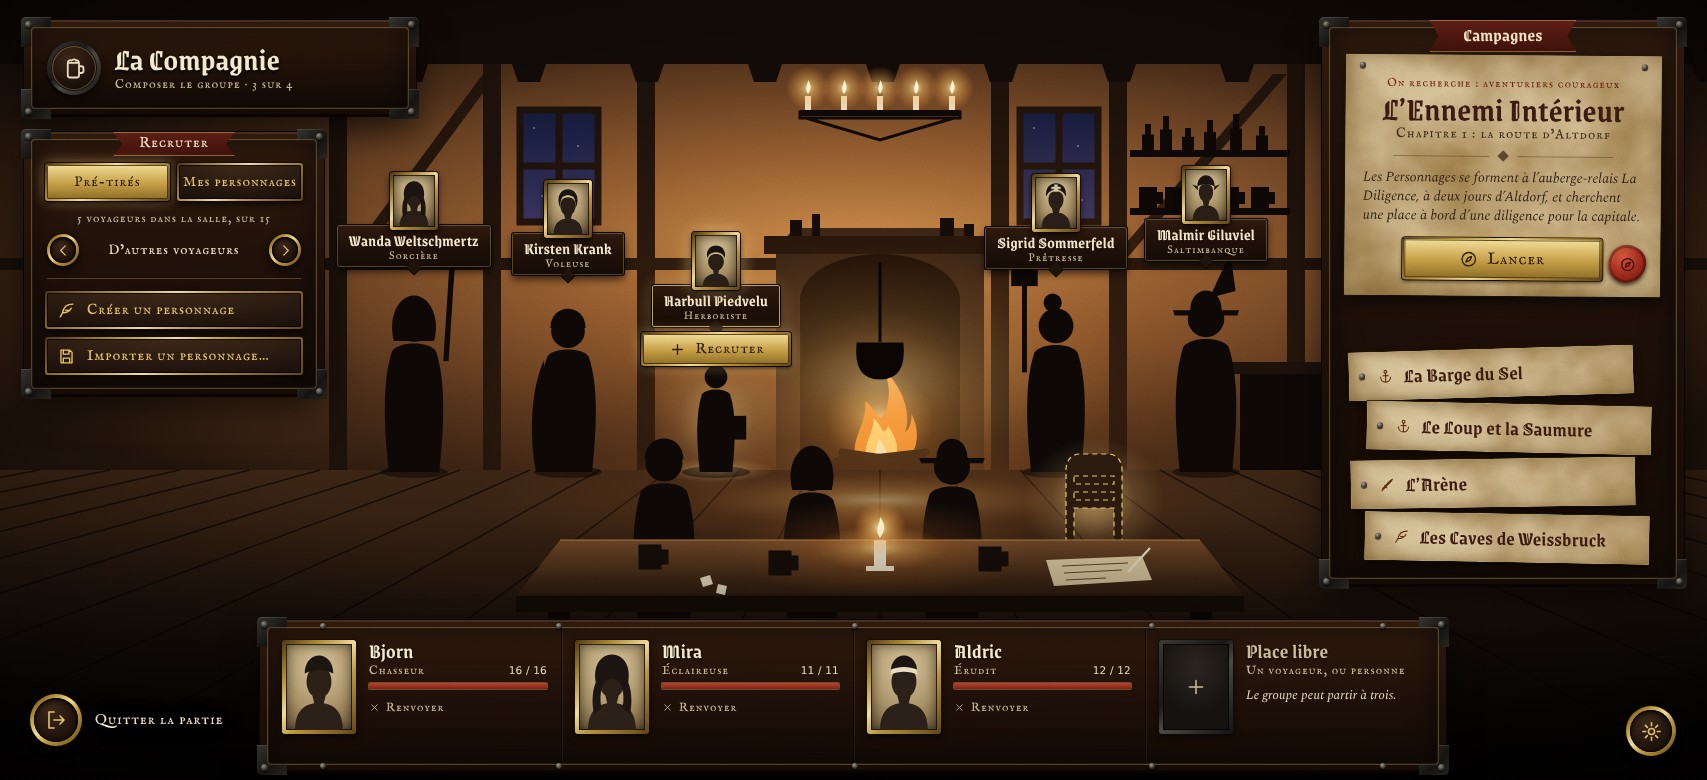 La Compagnie
Composer le groupe · 3 sur 4
Recruter
Pré-tirés
Mes personnages
5 voyageurs dans la salle, sur 15
D'autres voyageurs
Créer un personnage
Importer un personnage…
Wanda Weltschmertz
Sorcière
Kirsten Krank
Voleuse
Harbull Piedvelu
Herboriste
+ Recruter
Sigrid Sommerfeld
Prêtresse
Malmir Giluviel
Saltimbanque
Campagnes
On recherche : aventuriers courageux
L'Ennemi Intérieur
Chapitre 1 : la route d'Altdorf
Les Personnages se forment à l'auberge-relais La
Diligence, à deux jours d'Altdorf, et cherchent
une place à bord d'une diligence pour la capitale.
Lancer
La Barge du Sel
Le Loup et la Saumure
L'Arène
Les Caves de Weissbruck
Bjorn
Chasseur 16 / 16
× Renvoyer
Mira
Éclaireuse 11 / 11
× Renvoyer
Aldric
Érudit 12 / 12
× Renvoyer
+
Place libre
Un voyageur, ou personne
Le groupe peut partir à trois.
Quitter la partie